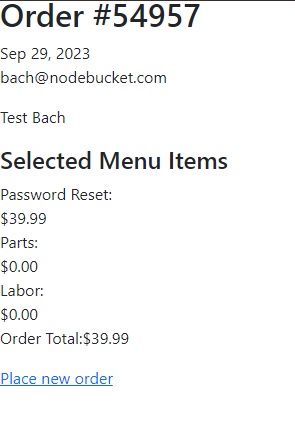 Order #54957
Sep 29, 2023
bach@nodebucket.com
Test Bach
Selected Menu Items
Password Reset:
$39.99
Parts:
$0.00
Labor:
$0.00
Order Total:$39.99
Place new order